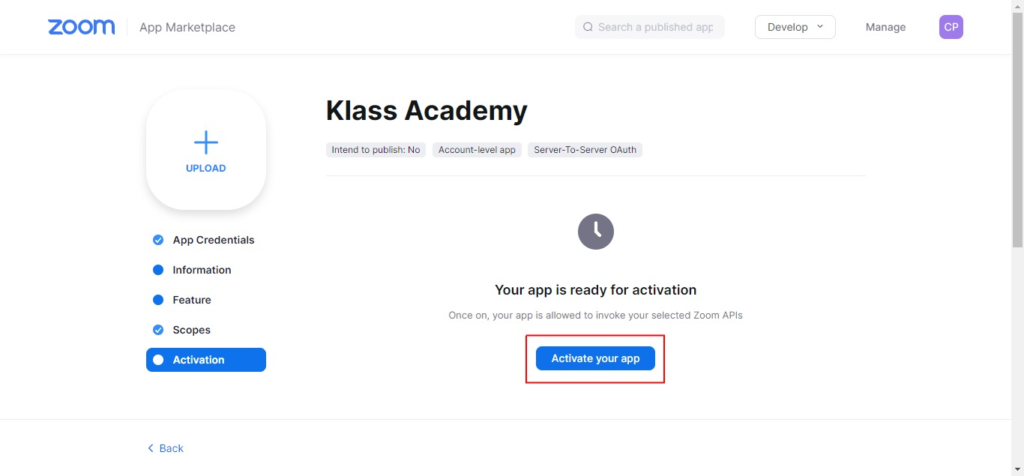 zoom App Marketplace Search a published app Develop Manage CP
Klass Academy
Intend to publish: No Account-level app Server-To-Server OAuth
UPLOAD
App Credentials
Information
Feature
Scopes
Activation
Your app is ready for activation
Once on, your app is allowed to invoke your selected Zoom APIs
Activate your app
Back